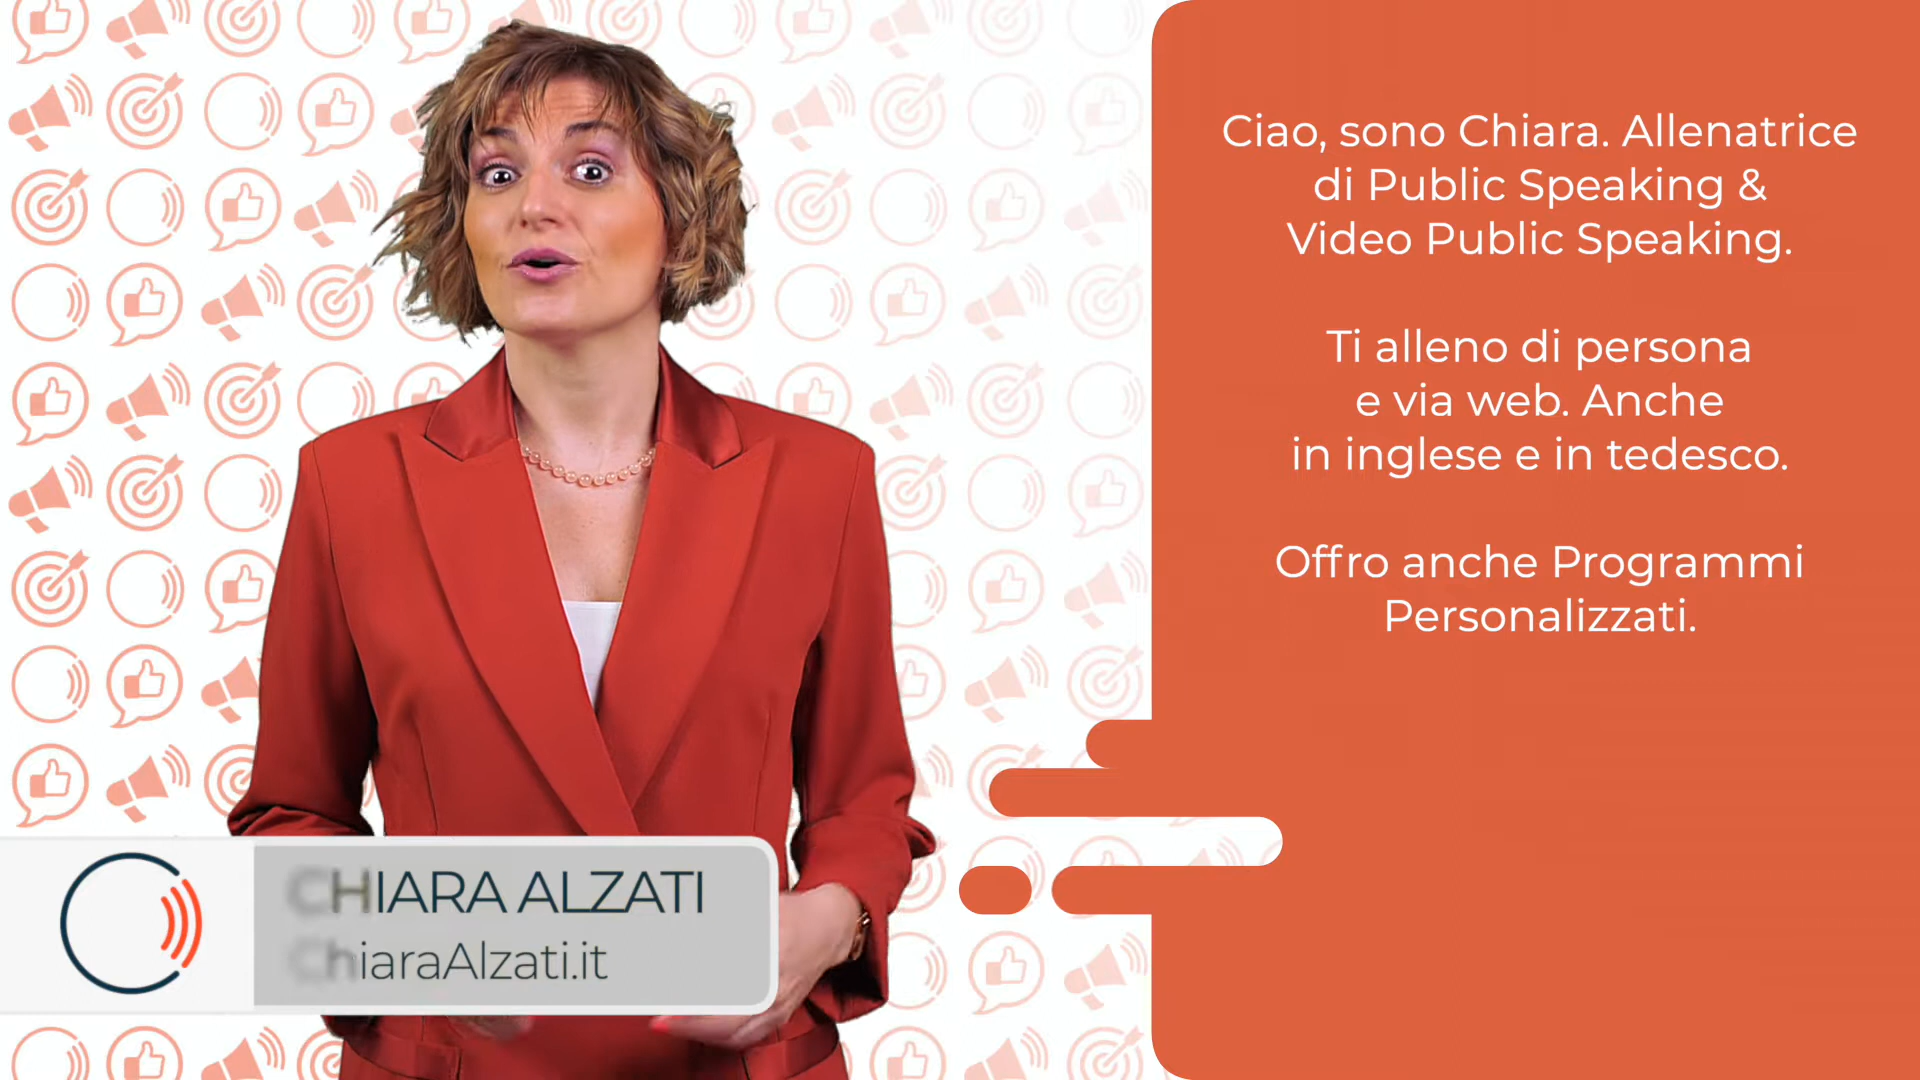 Ciao, sono Chiara. Allenatrice
di Public Speaking &
Video Public Speaking.
Ti alleno di persona
e via web. Anche
in inglese e in tedesco.
Offro anche Programmi
Personalizzati.
CHIARA ALZATI
ChiaraAlzati.it